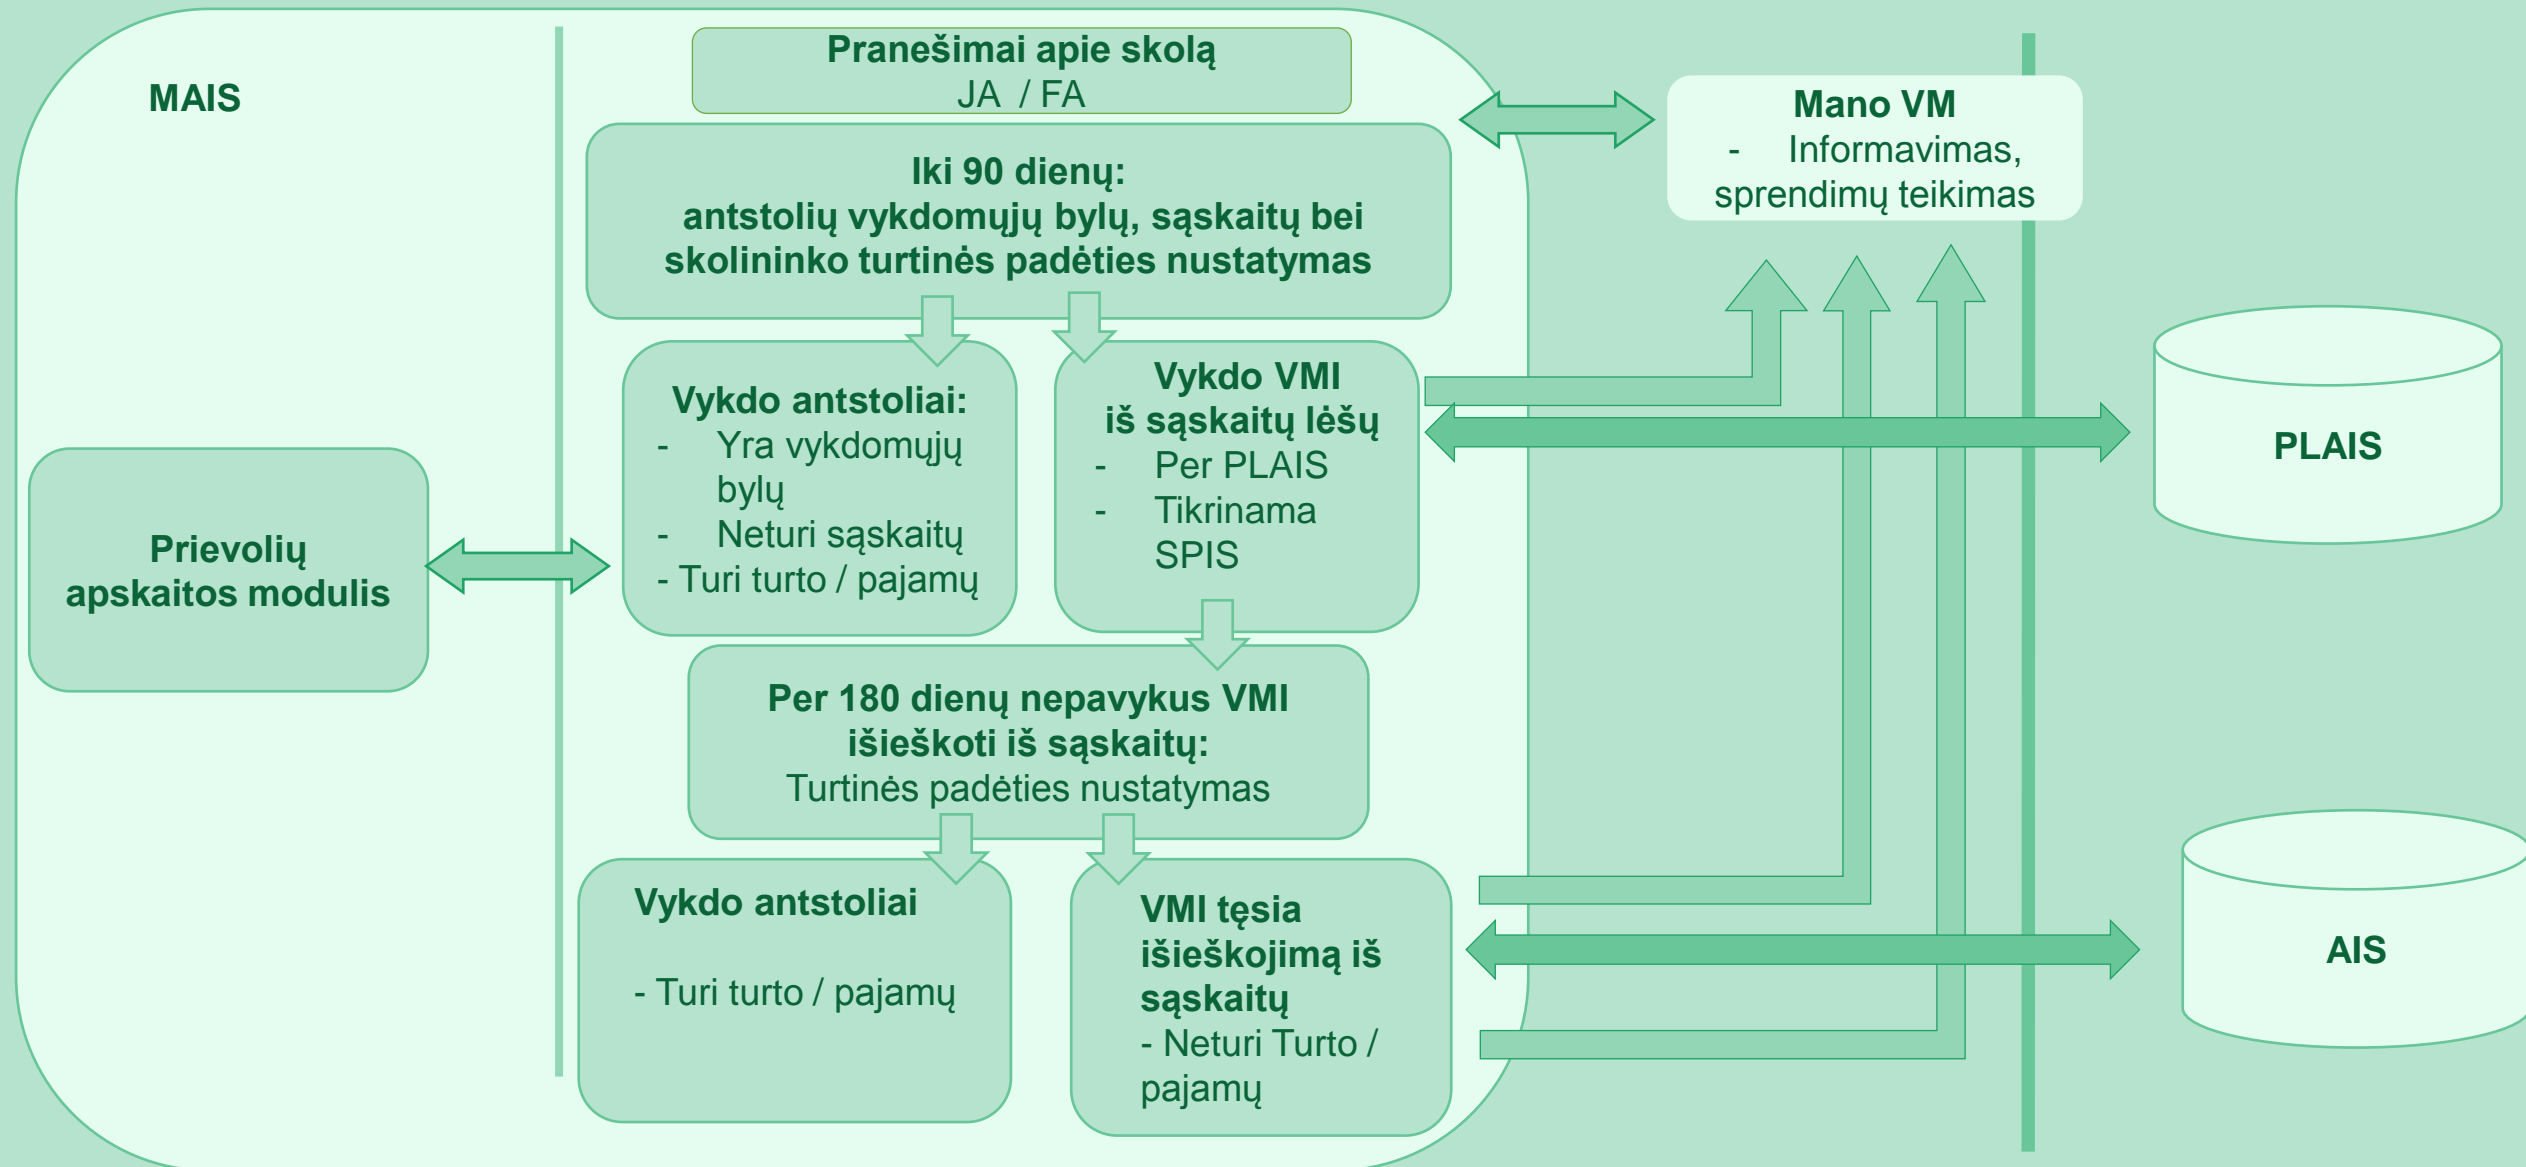 MAIS
Pranešimai apie skolą
JA / FA
Iki 90 dienų:
antstolių vykdomųjų bylų, sąskaitų bei
skolininko turtinės padėties nustatymas
Mano VM
- Informavimas,
sprendimų teikimas
Vykdo antstoliai:
- Yra vykdomųjų
bylų
- Neturi sąskaitų
- Turi turto / pajamų
Vykdo VMI
iš sąskaitų lėšų
- Per PLAIS
- Tikrinama
SPIS
PLAIS
Prievolių
apskaitos modulis
Per 180 dienų nepavykus VMI
išieškoti iš sąskaitų:
Turtinės padėties nustatymas
Vykdo antstoliai
- Turi turto / pajamų
VMI tęsia
išieškojimą iš
sąskaitų
- Neturi Turto /
pajamų
AIS